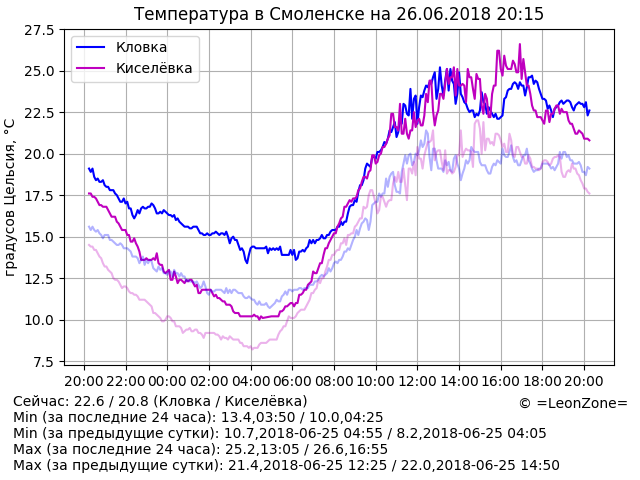 Температура в Смоленске на 26.06.2018 20:15
27.5
25.0
22.5
20.0
17.5
15.0
12.5
10.0
7.5
градусов Цельсия, °C
Кловка
Киселёвка
20:00 22:00 00:00 02:00 04:00 06:00 08:00 10:00 12:00 14:00 16:00 18:00 20:00
Сейчас: 22.6 / 20.8 (Кловка / Киселёвка)
© =LeonZone=
Min (за последние 24 часа): 13.4,03:50 / 10.0,04:25
Min (за предыдущие сутки): 10.7,2018-06-25 04:55 / 8.2,2018-06-25 04:05
Max (за последние 24 часа): 25.2,13:05 / 26.6,16:55
Max (за предыдущие сутки): 21.4,2018-06-25 12:25 / 22.0,2018-06-25 14:50